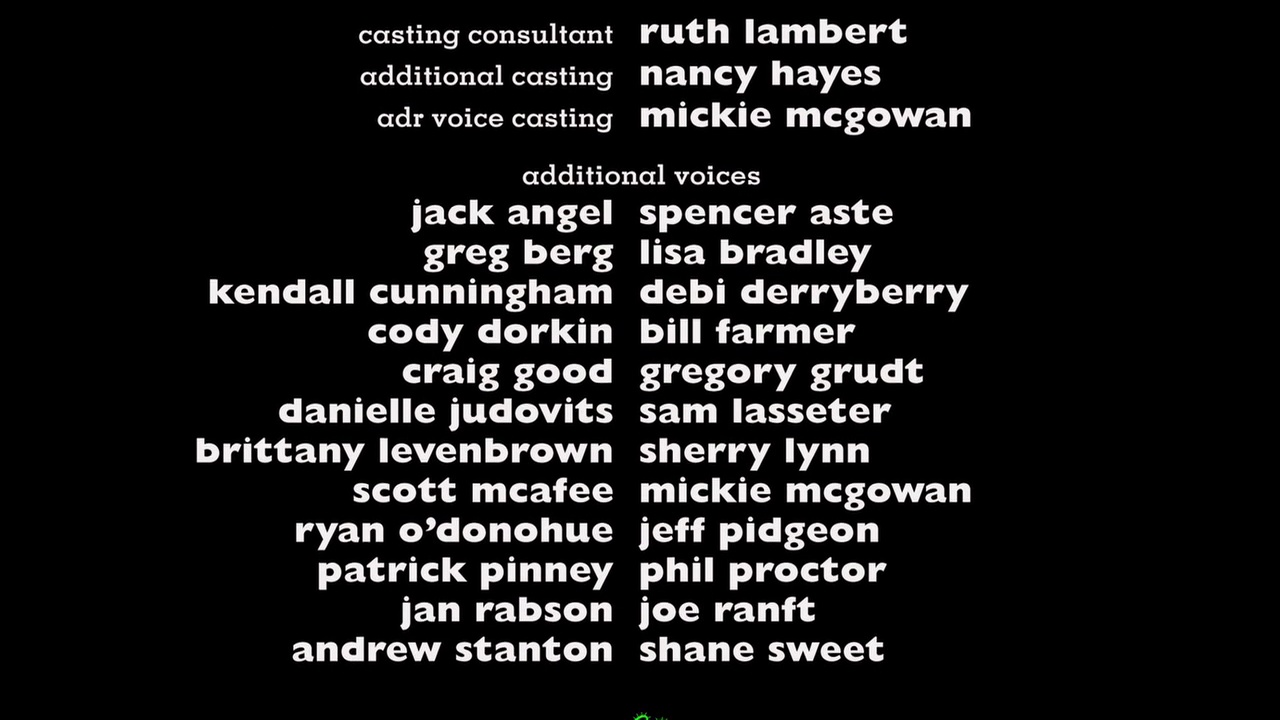 casting consultant ruth lambert
additional casting nancy hayes
adr voice casting mickie mcgowan
additional voices
jack angel spencer aste
greg berg lisa bradley
kendall cunningham debi derryberry
cody dorkin bill farmer
craig good gregory grudt
danielle judovits sam lasseter
brittany levenbrown sherry lynn
scott mcafee mickie mcgowan
ryan o’donohue jeff pidgeon
patrick pinney phil proctor
jan rabson joe ranft
andrew stanton shane sweet